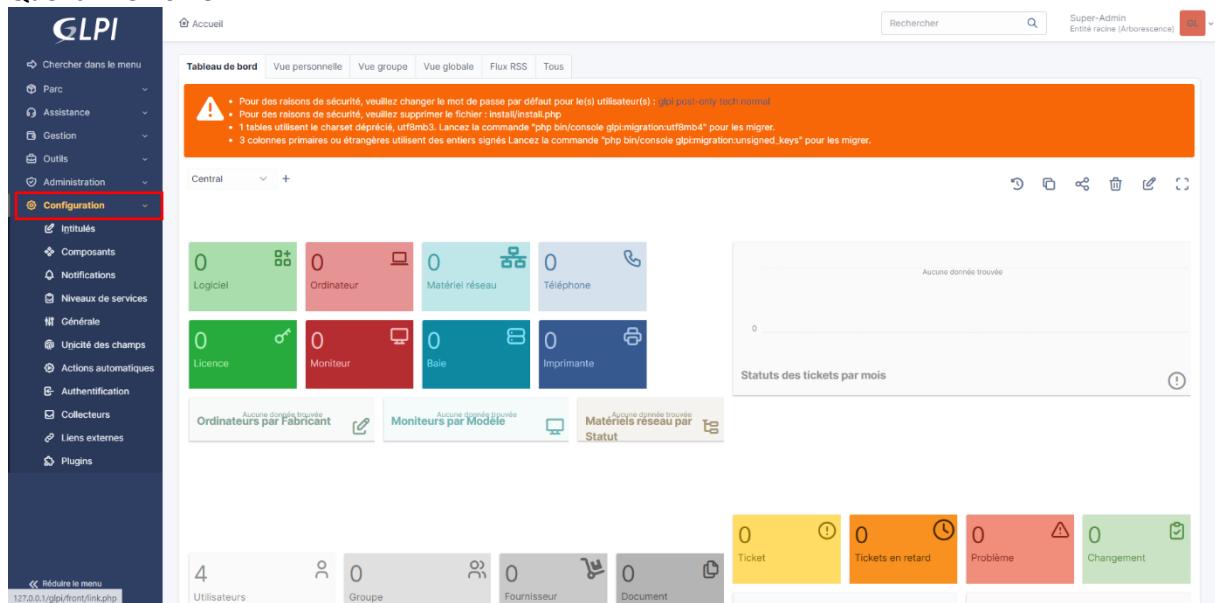 GLPI
Accueil
Rechercher
Super-Admin
Entité racine (Arborescence)
GL
Chercher dans le menu
Parc
Assistance
Gestion
Outils
Administration
Configuration
Intitulés
Composants
Notifications
Niveaux de services
Générale
Unicité des champs
Actions automatiques
Authentification
Collecteurs
Liens externes
Plugins
Réduire le menu
127.0.0.1/glpi/front/link.php
Tableau de bord Vue personnelle Vue groupe Vue globale Flux RSS Tous
• Pour des raisons de sécurité, veuillez changer le mot de passe par défaut pour le(s) utilisateur(s) : glpi post-only tech normal
• Pour des raisons de sécurité, veuillez supprimer le fichier : install/install.php
• 1 tables utilisent le charset déprécié, utf8mb3. Lancez la commande "php bin/console glpi:migration:utf8mb4" pour les migrer.
• 3 colonnes primaires ou étrangères utilisent des entiers signés Lancez la commande "php bin/console glpi:migration:unsigned_keys" pour les migrer.
Central
0
Logiciel
0
Ordinateur
0
Matériel réseau
0
Téléphone
0
Licence
0
Moniteur
0
Baie
0
Imprimante
Aucune donnée trouvée
0
Statuts des tickets par mois
Aucune donnée trouvée
Ordinateurs par Fabricant
Aucune donnée trouvée
Moniteurs par Modèle
Aucune donnée trouvée
Matériels réseau par Statut
0
Ticket
0
Tickets en retard
0
Problème
0
Changement
4
Utilisateurs
0
Groupe
0
Fournisseur
0
Document